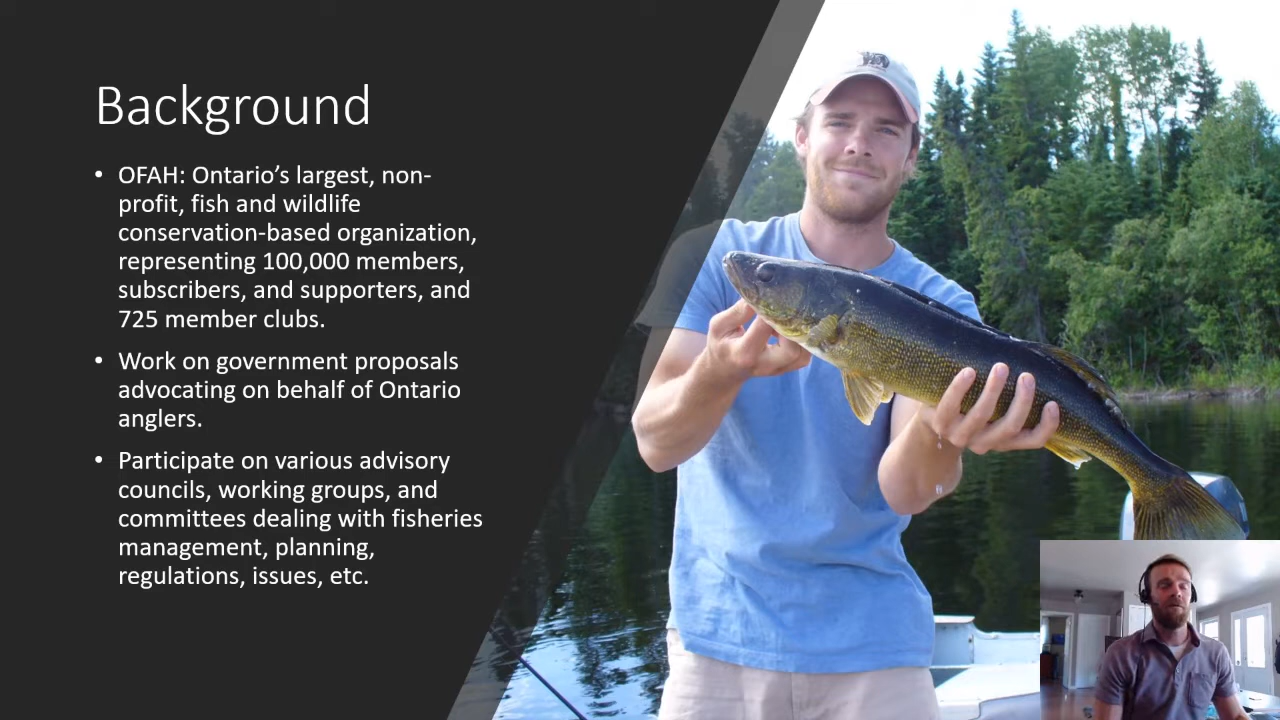 Background
• OFAH: Ontario’s largest, non-
profit, fish and wildlife
conservation-based organization,
representing 100,000 members,
subscribers, and supporters, and
725 member clubs.
• Work on government proposals
advocating on behalf of Ontario
anglers.
• Participate on various advisory
councils, working groups, and
committees dealing with fisheries
management, planning,
regulations, issues, etc.